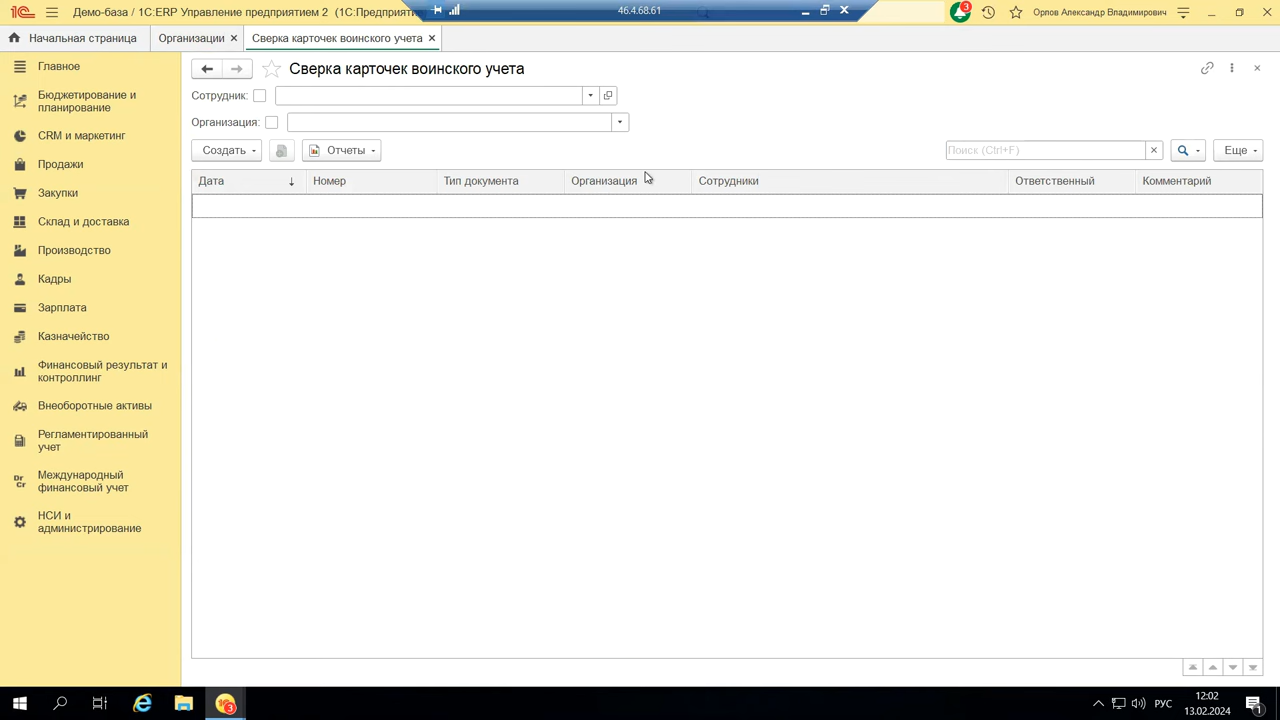 Демо-база / 1С:ERP Управление предприятием 2 (1С:Предприяти
46.4.68.61
3
Орлов Александр Владимирович
Начальная страница
Организации
Сверка карточек воинского учета
Главное
Бюджетирование и
планирование
CRM и маркетинг
Продажи
Закупки
Склад и доставка
Производство
Кадры
Зарплата
Казначейство
Финансовый результат и
контроллинг
Внеоборотные активы
Регламентированный
учет
Международный
финансовый учет
НСИ и
администрирование
Сверка карточек воинского учета
Сотрудник:
Организация:
Создать
Отчеты
Поиск (Ctrl+F)
Еще
Дата ↓ Номер Тип документа Организация Сотрудники Ответственный Комментарий
3
РУС
12:02
13.02.2024
1